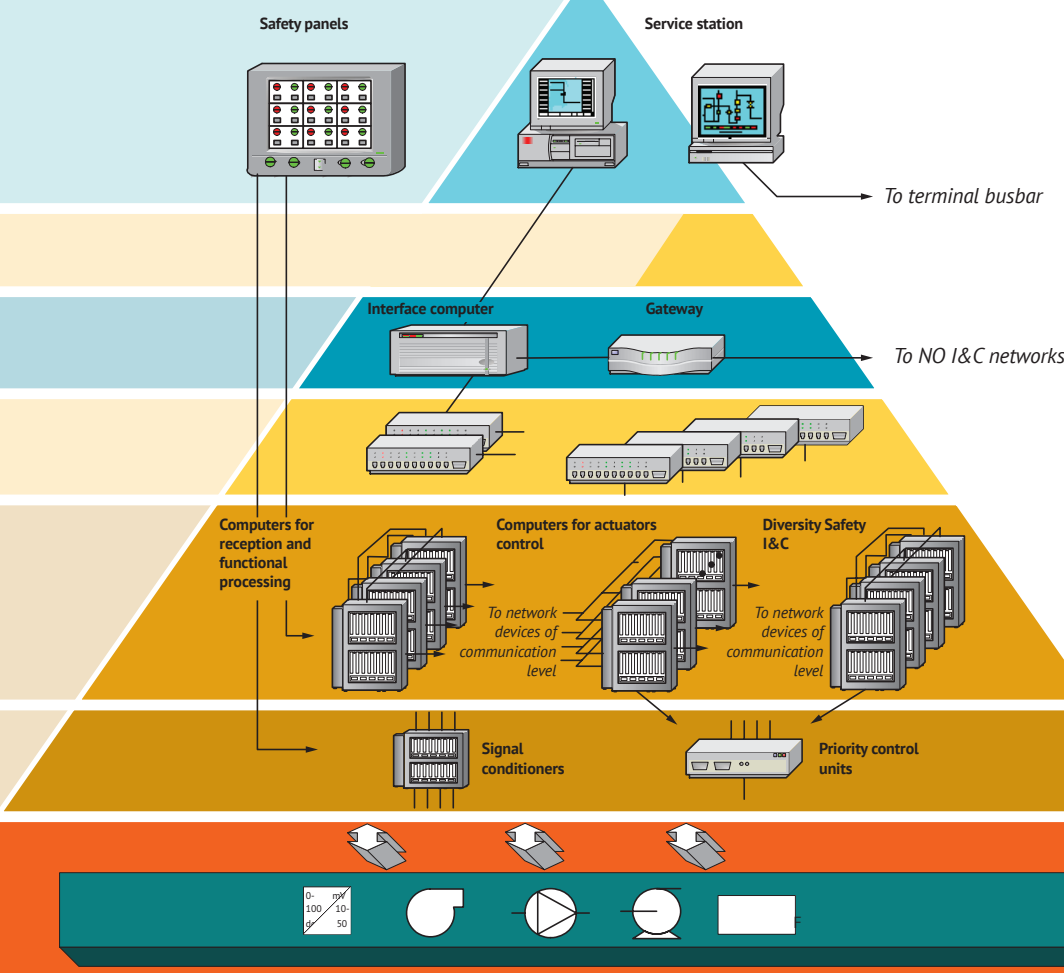 Safety panels
Service station
To terminal busbar
Interface computer
Gateway
To NO I&C networks
Computers for
reception and
functional
processing
Computers for actuators
control
Diversity Safety
I&C
To network
devices of
communication
level
To network
devices of
communication
level
Signal
conditioners
Priority control
units
0-
100
mV
10-
50
F